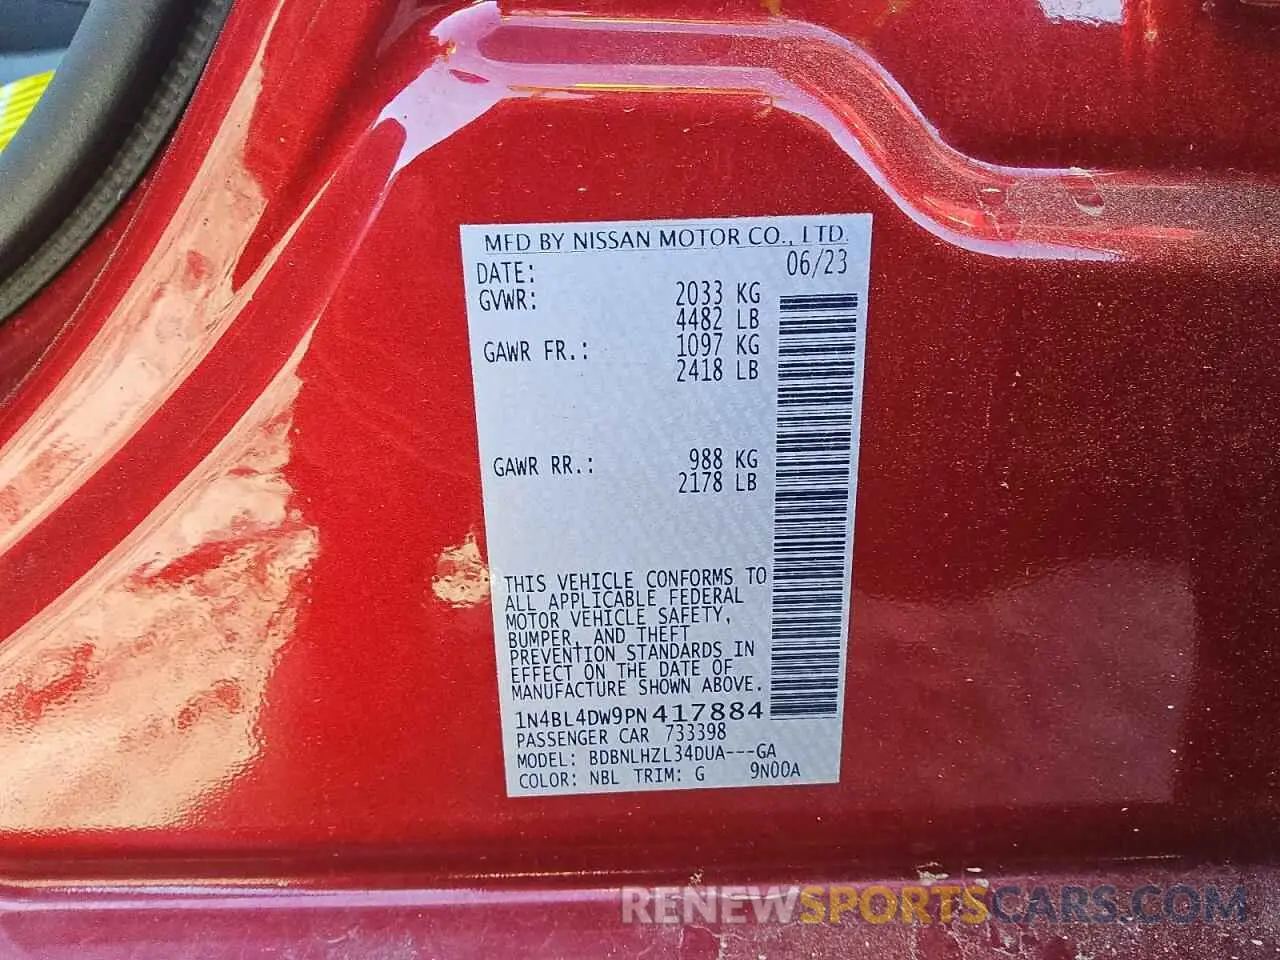 MFD BY NISSAN MOTOR CO., LTD.
DATE: 06/23
GVWR: 2033 KG
4482 LB
GAWR FR.: 1097 KG
2418 LB
GAWR RR.: 988 KG
2178 LB
THIS VEHICLE CONFORMS TO
ALL APPLICABLE FEDERAL
MOTOR VEHICLE SAFETY,
BUMPER, AND THEFT
PREVENTION STANDARDS IN
EFFECT ON THE DATE OF
MANUFACTURE SHOWN ABOVE.
1N4BL4DW9PN417884
PASSENGER CAR 733398
MODEL: BDBNLHZL34DUA---GA
COLOR: NBL TRIM: G 9N00A
RENEWSPORTSCARS.COM